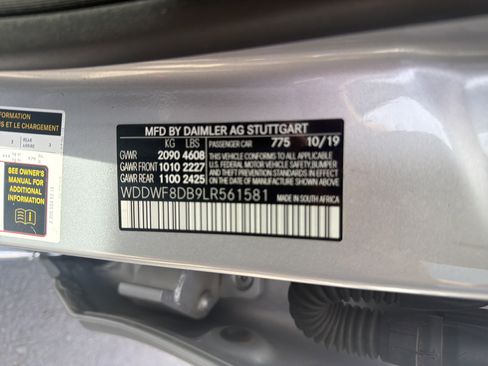 INFORMATION
US ET LE CHARGEMENT
SEE OWNER'S
MANUAL FOR
ADDITIONAL
INFORMATION
MFD BY DAIMLER AG STUTTGART
KG LBS PASSENGER CAR 775 10/19
GVWR 2090 4608
GAWR FRONT 1010 2227
GAWR REAR 1100 2425
THIS VEHICLE CONFORMS TO ALL APPLICABLE
U.S. FEDERAL MOTOR VEHICLE SAFETY, BUMPER
AND THEFT PREVENTION STANDARDS IN EFFECT
ON THE DATE OF MANUFACTURE SHOWN ABOVE.
WDDWF8DB9LR561581 MADE IN SOUTH AFRICA